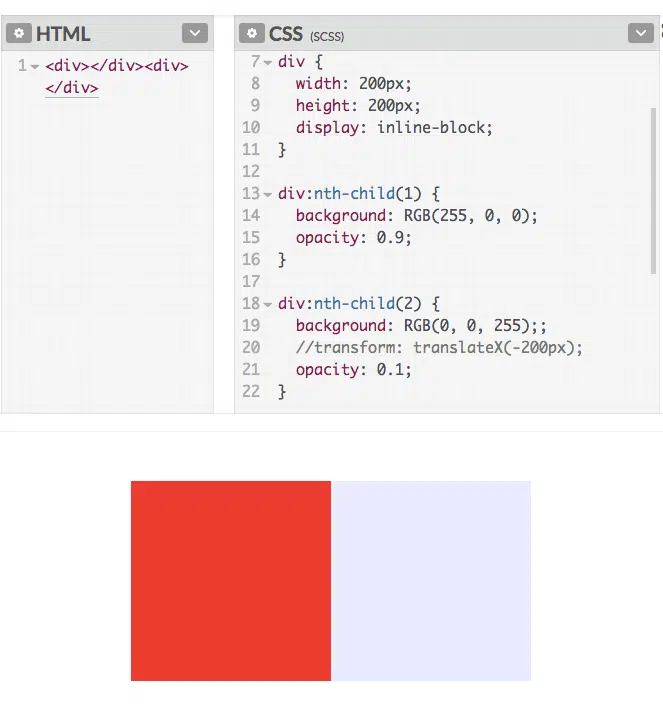 HTML
1 <div></div><div>
</div>
CSS (SCSS)
7 div {
8 width: 200px;
9 height: 200px;
10 display: inline-block;
11 }
12
13 div:nth-child(1) {
14 background: RGB(255, 0, 0);
15 opacity: 0.9;
16 }
17
18 div:nth-child(2) {
19 background: RGB(0, 0, 255);;
20 //transform: translateX(-200px);
21 opacity: 0.1;
22 }